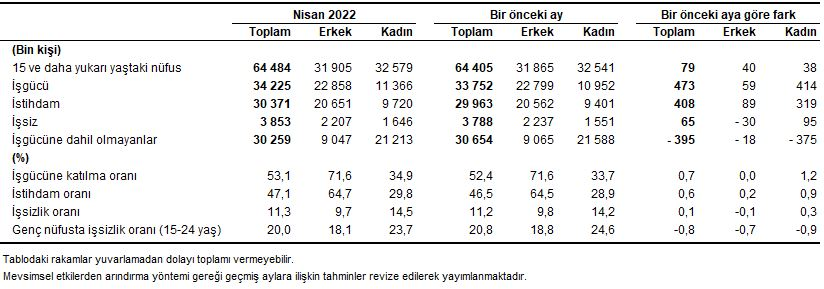 Nisan 2022 Bir önceki ay Bir önceki aya göre fark
Toplam Erkek Kadın Toplam Erkek Kadın Toplam Erkek Kadın
(Bin kişi)
15 ve daha yukarı yaştaki nüfus 64 484 31 905 32 579 64 405 31 865 32 541 79 40 38
İşgücü 34 225 22 858 11 366 33 752 22 799 10 952 473 59 414
İstihdam 30 371 20 651 9 720 29 963 20 562 9 401 408 89 319
İşsiz 3 853 2 207 1 646 3 788 2 237 1 551 65 - 30 95
İşgücüne dahil olmayanlar 30 259 9 047 21 213 30 654 9 065 21 588 - 395 - 18 - 375
(%)
İşgücüne katılma oranı 53,1 71,6 34,9 52,4 71,6 33,7 0,7 0,0 1,2
İstihdam oranı 47,1 64,7 29,8 46,5 64,5 28,9 0,6 0,2 0,9
İşsizlik oranı 11,3 9,7 14,5 11,2 9,8 14,2 0,1 -0,1 0,3
Genç nüfusta işsizlik oranı (15-24 yaş) 20,0 18,1 23,7 20,8 18,8 24,6 -0,8 -0,7 -0,9
Tablodaki rakamlar yuvarlamadan dolayı toplamı vermeyebilir.
Mevsimsel etkilerden arındırma yöntemi gereği geçmiş aylara ilişkin tahminler revize edilerek yayımlanmaktadır.